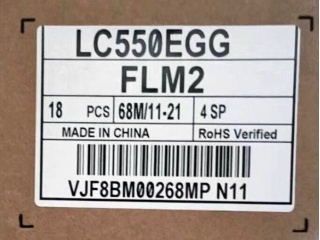 LC550EGG
FLM2
18 PCS 68M/11-21 4 SP
MADE IN CHINA RoHS Verified
VJF8BM00268MP N11